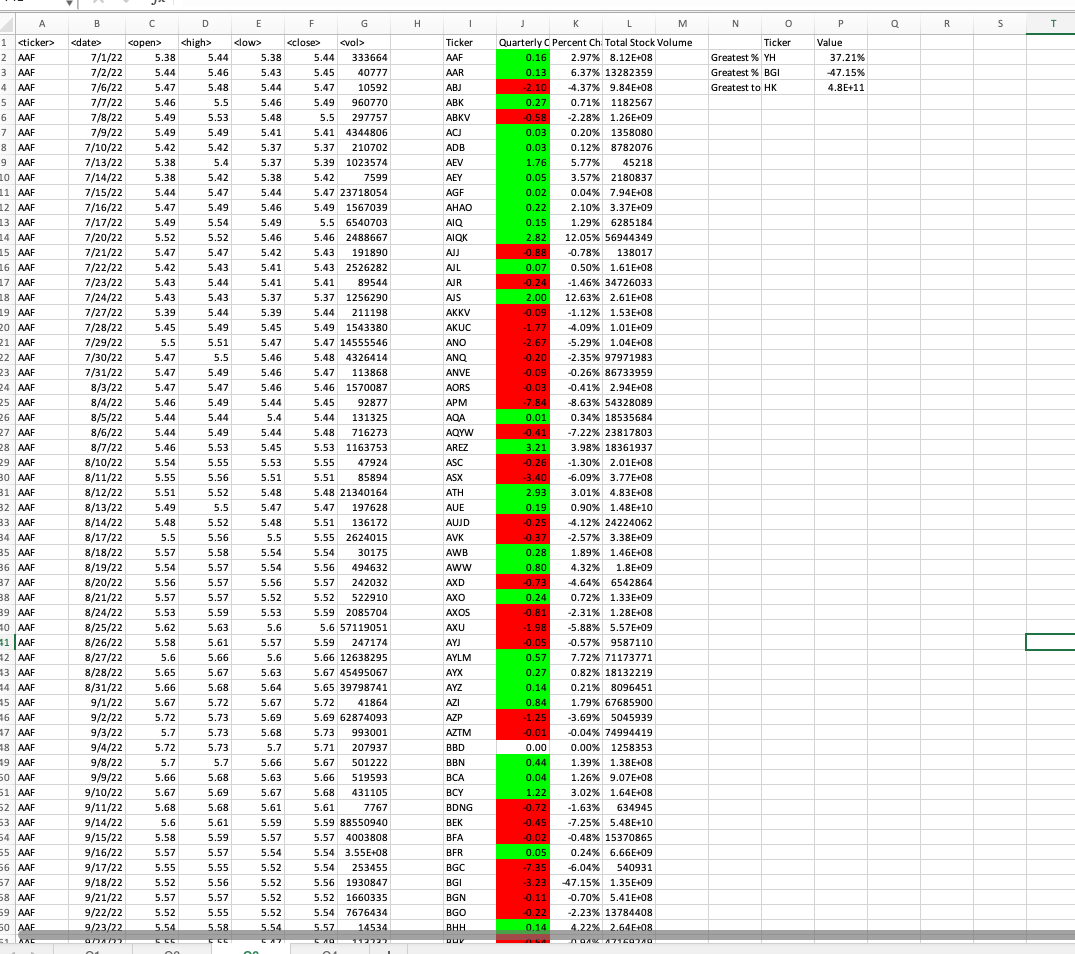 A B C D E F G H I J K L M N O P Q R S T
1 <ticker> <date> <open> <high> <low> <close> <vol> Ticker Quarterly C Percent Ch Total Stock Volume Ticker Value
2 AAF 7/1/22 5.38 5.44 5.38 5.44 333664 AAF 0.16 2.97% 8.12E+08 Greatest % YH 37.21%
3 AAF 7/2/22 5.44 5.46 5.43 5.45 40777 AAR 0.13 6.37% 13282359 Greatest % BGI -47.15%
4 AAF 7/6/22 5.47 5.48 5.44 5.47 10592 ABJ -2.10 -4.37% 9.84E+08 Greatest to HK 4.8E+11
5 AAF 7/7/22 5.46 5.5 5.46 5.49 960770 ABK 0.27 0.71% 1182567
6 AAF 7/8/22 5.49 5.53 5.48 5.5 297757 ABKV -0.58 -2.28% 1.26E+09
7 AAF 7/9/22 5.49 5.49 5.41 5.41 4344806 ACJ 0.03 0.20% 1358080
8 AAF 7/10/22 5.42 5.42 5.37 5.37 210702 ADB 0.03 0.12% 8782076
9 AAF 7/13/22 5.38 5.4 5.37 5.39 1023574 AEV 1.76 5.77% 45218
10 AAF 7/14/22 5.38 5.42 5.38 5.42 7599 AEY 0.05 3.57% 2180837
11 AAF 7/15/22 5.44 5.47 5.44 5.47 23718054 AGF 0.02 0.04% 7.94E+08
12 AAF 7/16/22 5.47 5.49 5.46 5.49 1567039 AHAO 0.22 2.10% 3.37E+09
13 AAF 7/17/22 5.49 5.54 5.49 5.5 6540703 AIQ 0.15 1.29% 6285184
14 AAF 7/20/22 5.52 5.52 5.46 5.46 2488667 AIQK 2.82 12.05% 56944349
15 AAF 7/21/22 5.47 5.47 5.42 5.43 191890 AJJ -0.88 -0.78% 138017
16 AAF 7/22/22 5.42 5.43 5.41 5.43 2526282 AJL 0.07 0.50% 1.61E+08
17 AAF 7/23/22 5.43 5.44 5.41 5.41 89544 AJR -0.24 -1.46% 34726033
18 AAF 7/24/22 5.43 5.43 5.37 5.37 1256290 AJS 2.00 12.63% 2.61E+08
19 AAF 7/27/22 5.39 5.44 5.39 5.44 211198 AKKV -0.09 -1.12% 1.53E+08
20 AAF 7/28/22 5.45 5.49 5.45 5.49 1543380 AKUC -1.77 -4.09% 1.01E+09
21 AAF 7/29/22 5.5 5.51 5.47 5.47 14555546 ANO -2.67 -5.29% 1.04E+08
22 AAF 7/30/22 5.47 5.5 5.46 5.48 4326414 ANQ -0.20 -2.35% 97971983
23 AAF 7/31/22 5.47 5.49 5.46 5.47 113868 ANVE -0.09 -0.26% 86733959
24 AAF 8/3/22 5.47 5.47 5.46 5.46 1570087 AORS -0.03 -0.41% 2.94E+08
25 AAF 8/4/22 5.46 5.49 5.44 5.45 92877 APM -7.84 -8.63% 54328089
26 AAF 8/5/22 5.44 5.44 5.4 5.44 131325 AQA 0.01 0.34% 18535684
27 AAF 8/6/22 5.44 5.49 5.44 5.48 716273 AQYW -0.41 -7.22% 23817803
28 AAF 8/7/22 5.46 5.53 5.45 5.53 1163753 AREZ 3.21 3.98% 18361937
29 AAF 8/10/22 5.54 5.55 5.53 5.55 47924 ASC -0.26 -1.30% 2.01E+08
30 AAF 8/11/22 5.55 5.56 5.51 5.51 85894 ASX -3.40 -6.09% 3.77E+08
31 AAF 8/12/22 5.51 5.52 5.48 5.48 21340164 ATH 2.93 3.01% 4.83E+08
32 AAF 8/13/22 5.49 5.5 5.47 5.47 197628 AUE 0.19 0.90% 1.48E+10
33 AAF 8/14/22 5.48 5.52 5.48 5.51 136172 AUJD -0.25 -4.12% 24224062
34 AAF 8/17/22 5.5 5.56 5.5 5.55 2624015 AVK -0.37 -2.57% 3.38E+09
35 AAF 8/18/22 5.57 5.58 5.54 5.54 30175 AWB 0.28 1.89% 1.46E+08
36 AAF 8/19/22 5.54 5.57 5.54 5.56 494632 AWW 0.80 4.32% 1.8E+09
37 AAF 8/20/22 5.56 5.57 5.56 5.57 242032 AXD -0.73 -4.64% 6542864
38 AAF 8/21/22 5.57 5.57 5.52 5.52 522910 AXO 0.24 0.72% 1.33E+09
39 AAF 8/24/22 5.53 5.59 5.53 5.59 2085704 AXOS -0.81 -2.31% 1.28E+08
40 AAF 8/25/22 5.62 5.63 5.6 5.6 57119051 AXU -1.98 -5.88% 5.57E+09
41 AAF 8/26/22 5.58 5.61 5.57 5.59 247174 AYJ -0.05 -0.57% 9587110
42 AAF 8/27/22 5.6 5.66 5.6 5.66 12638295 AYLM 0.57 7.72% 71173771
43 AAF 8/28/22 5.65 5.67 5.63 5.67 45495067 AYX 0.27 0.82% 18132219
44 AAF 8/31/22 5.66 5.68 5.64 5.65 39798741 AYZ 0.14 0.21% 8096451
45 AAF 9/1/22 5.67 5.72 5.67 5.72 41864 AZI 0.84 1.79% 67685900
46 AAF 9/2/22 5.72 5.73 5.69 5.69 62874093 AZP -1.25 -3.69% 5045939
47 AAF 9/3/22 5.7 5.73 5.68 5.73 993001 AZTM -0.01 -0.04% 74994419
48 AAF 9/4/22 5.72 5.73 5.7 5.71 207937 BBD 0.00 0.00% 1258353
49 AAF 9/8/22 5.7 5.7 5.66 5.67 501222 BBN 0.44 1.39% 1.38E+08
50 AAF 9/9/22 5.66 5.68 5.63 5.66 519593 BCA 0.04 1.26% 9.07E+08
51 AAF 9/10/22 5.67 5.69 5.67 5.68 431105 BCY 1.22 3.02% 1.64E+08
52 AAF 9/11/22 5.68 5.68 5.61 5.61 7767 BDNG -0.72 -1.63% 634945
53 AAF 9/14/22 5.6 5.61 5.59 5.59 88550940 BEK -0.45 -7.25% 5.48E+10
54 AAF 9/15/22 5.58 5.59 5.57 5.57 4003808 BFA -0.02 -0.48% 15370865
55 AAF 9/16/22 5.57 5.57 5.54 5.54 3.55E+08 BFR 0.05 0.24% 6.66E+09
56 AAF 9/17/22 5.55 5.55 5.52 5.54 253455 BGC -7.35 -6.04% 540931
57 AAF 9/18/22 5.52 5.56 5.52 5.56 1930847 BGI -3.23 -47.15% 1.35E+09
58 AAF 9/21/22 5.57 5.57 5.52 5.52 1660335 BGN -0.11 -0.70% 5.41E+08
59 AAF 9/22/22 5.52 5.55 5.52 5.54 7676434 BGO -0.22 -2.23% 13784408
60 AAF 9/23/22 5.54 5.58 5.54 5.57 14534 BHH 0.14 4.22% 2.64E+08